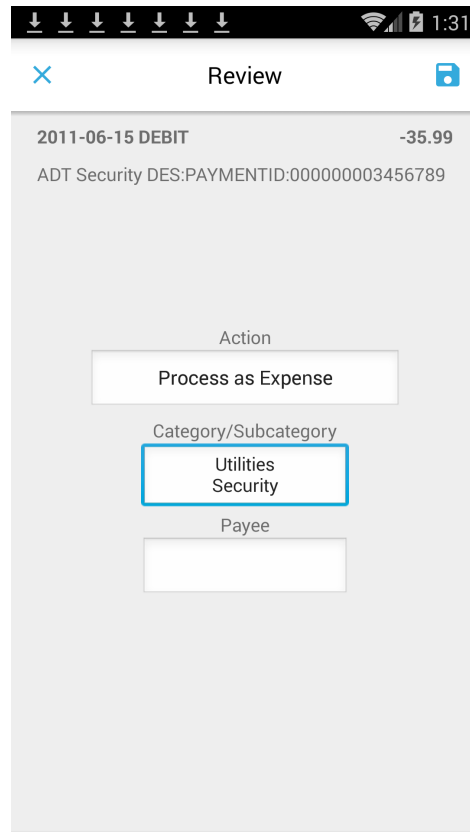 1:31
Review
2011-06-15 DEBIT -35.99
ADT Security DES:PAYMENTID:000000003456789
Action
Process as Expense
Category/Subcategory
Utilities
Security
Payee